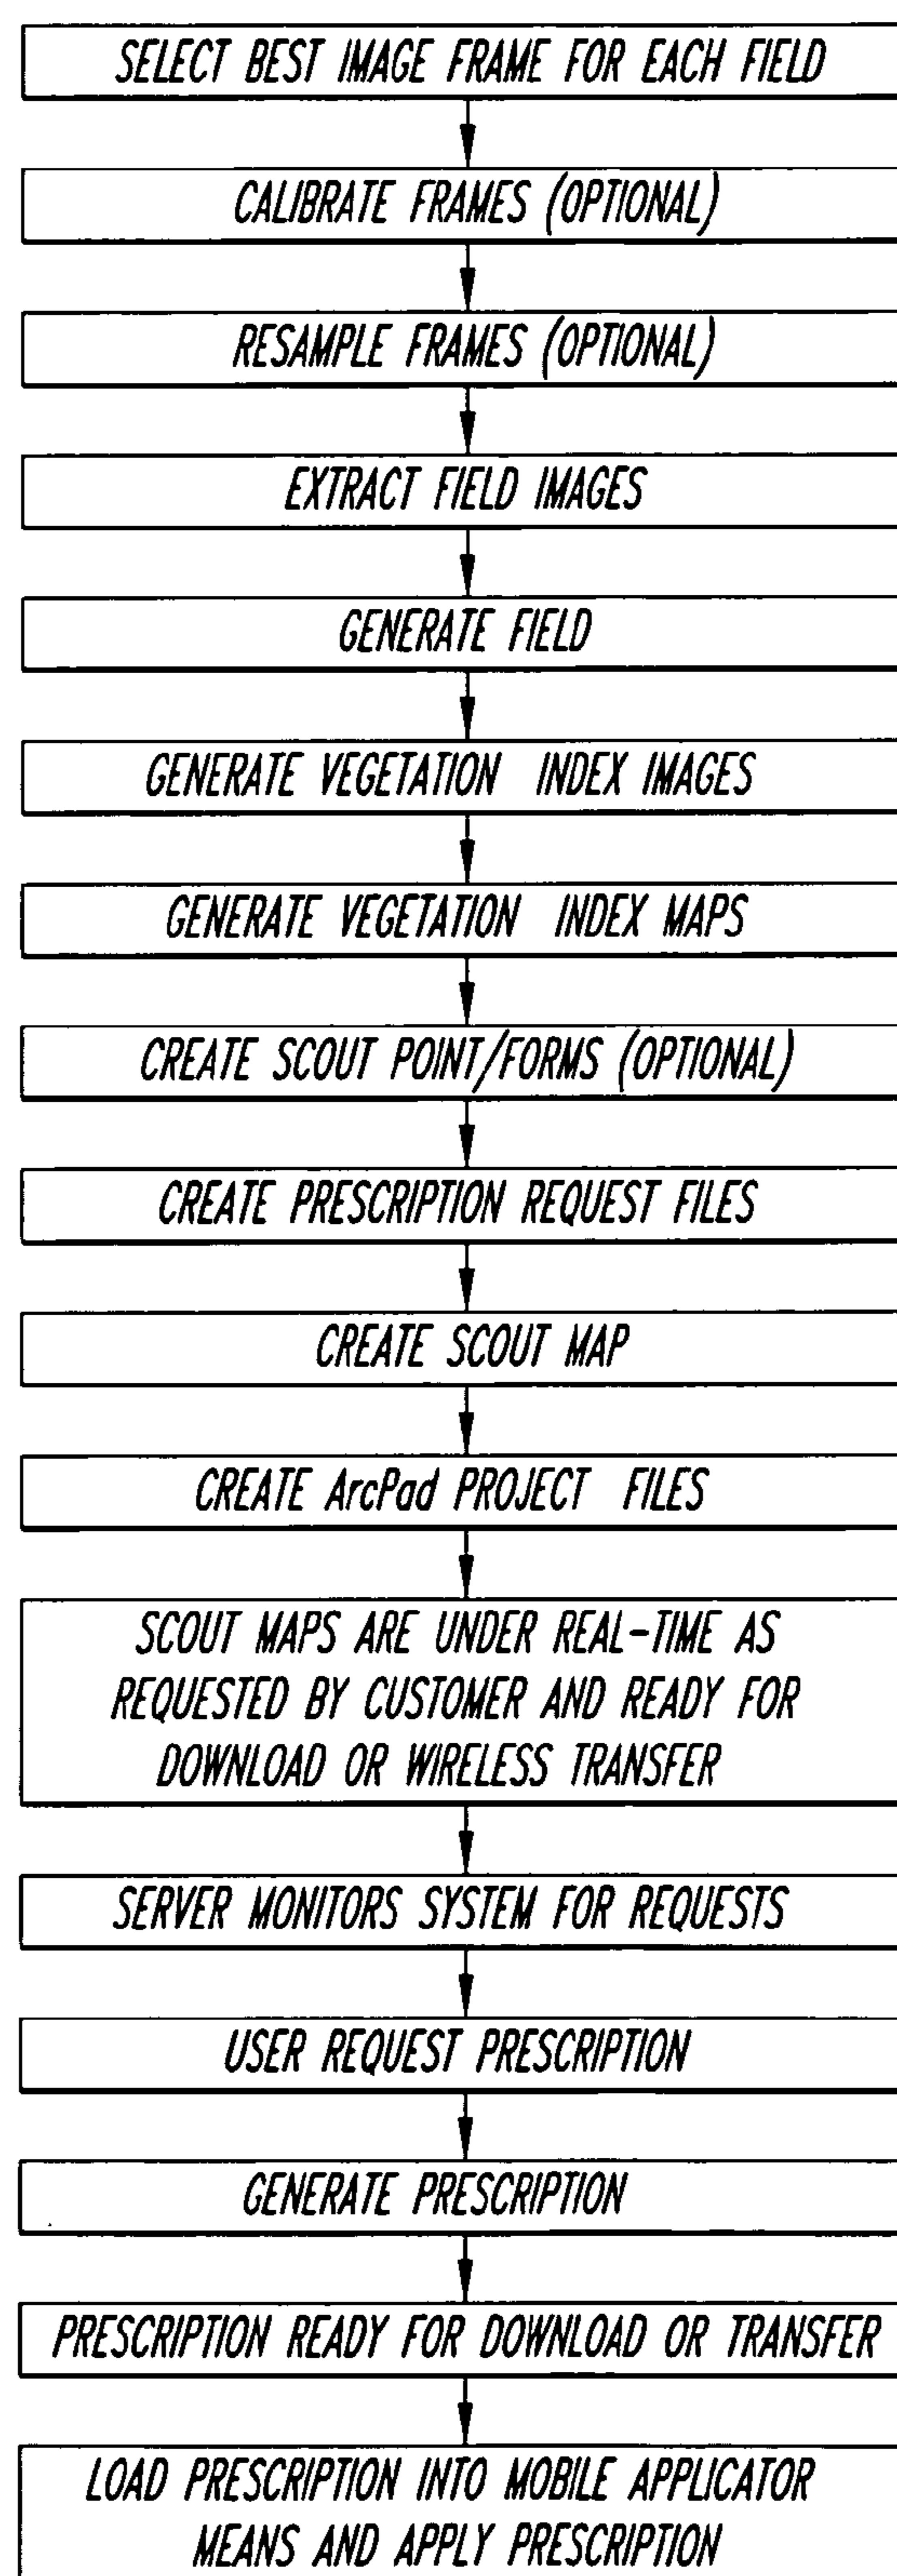 SELECT BEST IMAGE FRAME FOR EACH FIELD
CALIBRATE FRAMES (OPTIONAL)
RESAMPLE FRAMES (OPTIONAL)
EXTRACT FIELD IMAGES
GENERATE FIELD
GENERATE VEGETATION INDEX IMAGES
GENERATE VEGETATION INDEX MAPS
CREATE SCOUT POINT/FORMS (OPTIONAL)
CREATE PRESCRIPTION REQUEST FILES
CREATE SCOUT MAP
CREATE ArcPad PROJECT FILES
SCOUT MAPS ARE UNDER REAL-TIME AS
REQUESTED BY CUSTOMER AND READY FOR
DOWNLOAD OR WIRELESS TRANSFER
SERVER MONITORS SYSTEM FOR REQUESTS
USER REQUEST PRESCRIPTION
GENERATE PRESCRIPTION
PRESCRIPTION READY FOR DOWNLOAD OR TRANSFER
LOAD PRESCRIPTION INTO MOBILE APPLICATOR
MEANS AND APPLY PRESCRIPTION